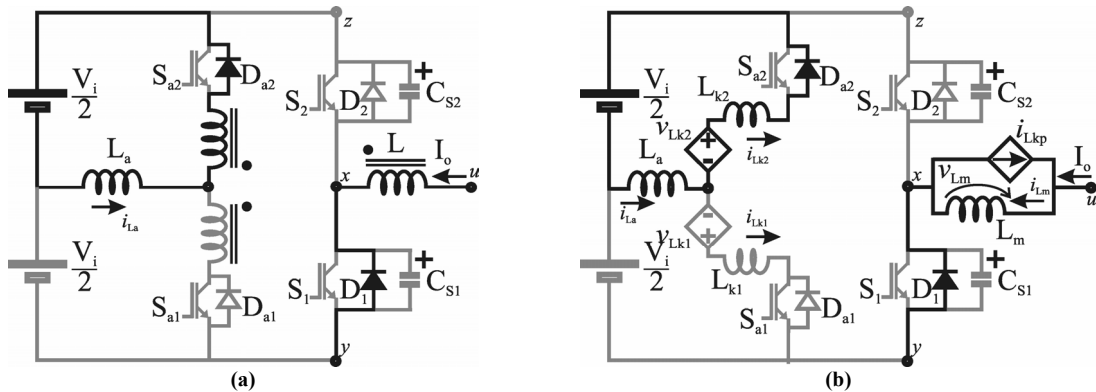 z
S_a2
D_a2
V_i
2
S_2
D_2
+
C_S2
L_a
i_La
L
I_o
x
u
V_i
2
S_a1
D_a1
S_1
D_1
+
C_S1
y
(a)
z
S_a2
D_a2
V_i
2
L_k2
v_Lk2
+
-
i_Lk2
S_2
D_2
+
C_S2
L_a
i_La
i_Lkp
I_o
x
v_Lm
i_Lm
u
L_m
-
+
v_Lk1
i_Lk1
V_i
2
L_k1
S_a1
D_a1
S_1
D_1
+
C_S1
y
(b)